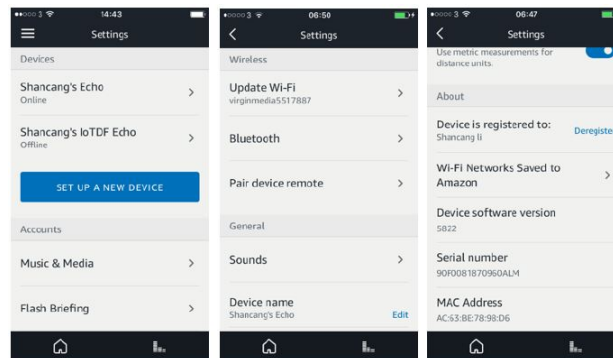 3 14:43
Settings
Devices
Shancang's Echo
Online
Shancang's IoTDF Echo
Offline
SET UP A NEW DEVICE
Accounts
Music & Media
Flash Briefing
3 06:50
Settings
Wireless
Update Wi-Fi
virginmedia5517887
Bluetooth
Pair device remote
General
Sounds
Device name
Shancang's Echo
Edit
3 06:47
Settings
Use metric measurements for
distance units.
About
Device is registered to:
Shancang li
Deregiste
Wi-Fi Networks Saved to
Amazon
Device software version
5822
Serial number
90F0081870960ALM
MAC Address
AC:63:BE:78:98:D6